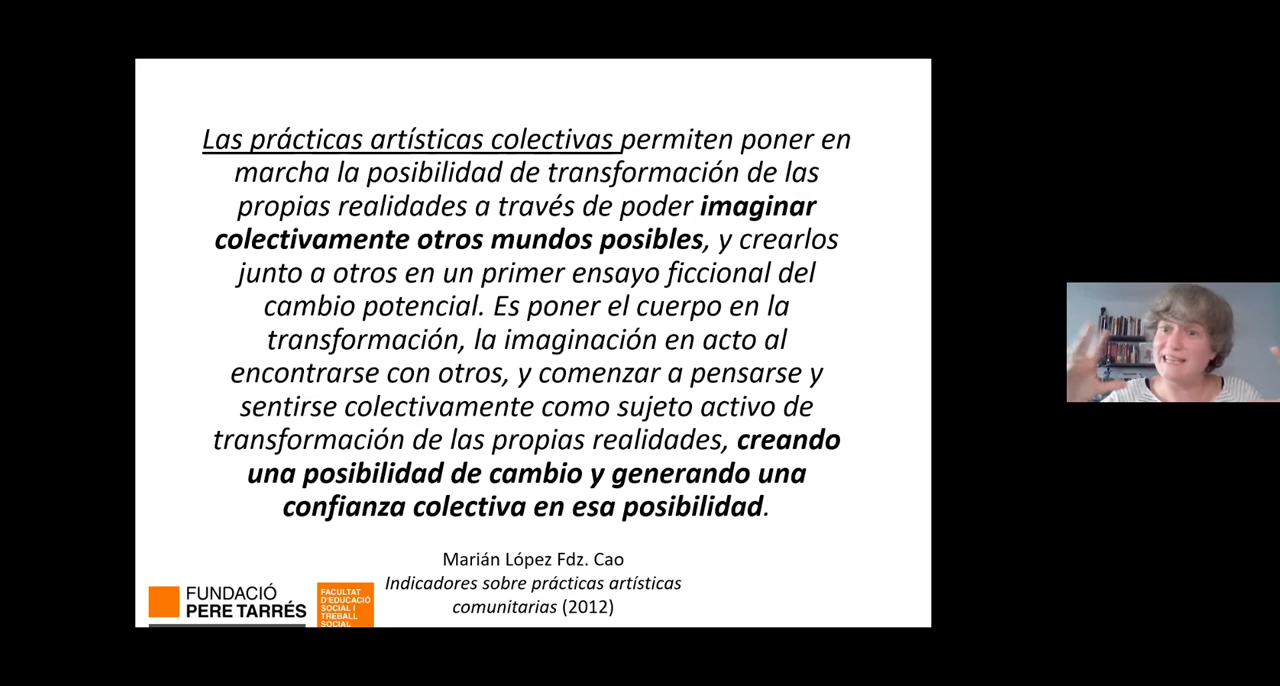 Las prácticas artísticas colectivas permiten poner en
marcha la posibilidad de transformación de las
propias realidades a través de poder imaginar
colectivamente otros mundos posibles, y crearlos
junto a otros en un primer ensayo ficcional del
cambio potencial. Es poner el cuerpo en la
transformación, la imaginación en acto al
encontrarse con otros, y comenzar a pensarse y
sentirse colectivamente como sujeto activo de
transformación de las propias realidades, creando
una posibilidad de cambio y generando una
confianza colectiva en esa posibilidad.
Marián López Fdz. Cao
Indicadores sobre prácticas artísticas
comunitarias (2012)
FUNDACIÓ
PERE TARRÉS
FACULTAT
D'EDUCACIÓ
SOCIAL I
TREBALL
SOCIAL